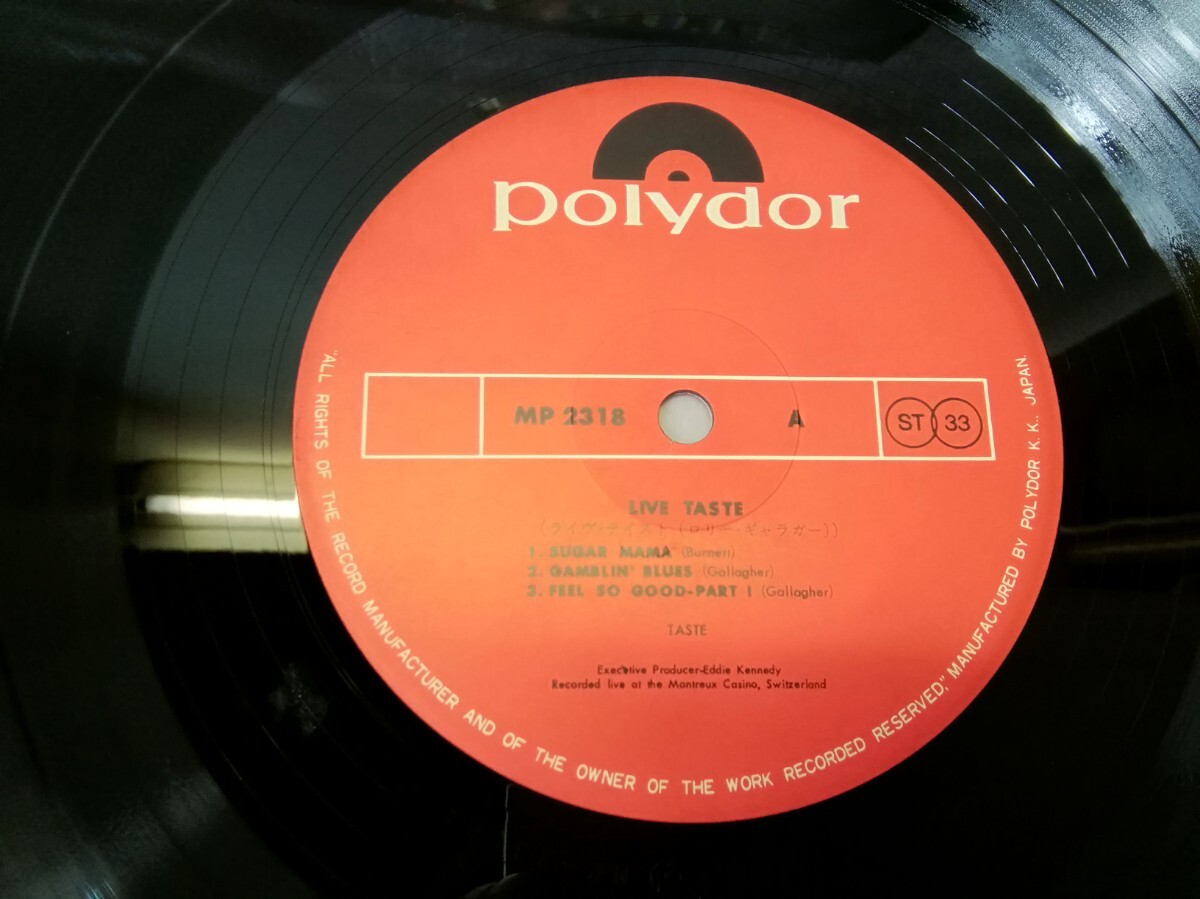 polydor
MP 2318 A ST 33
LIVE TASTE
(ライヴ・テイスト(ロリー・ギャラガー))
1. SUGAR MAMA (Burnen)
2. GAMBLIN' BLUES (Gallagher)
3. FEEL SO GOOD-PART I (Gallagher)
TASTE
Executive Producer-Eddie Kennedy
Recorded live at the Montreux Casino, Switzerland
"ALL RIGHTS OF THE RECORD MANUFACTURER AND OF THE OWNER OF THE WORK RECORDED RESERVED," MANUFACTURED BY POLYDOR K.K., JAPAN.